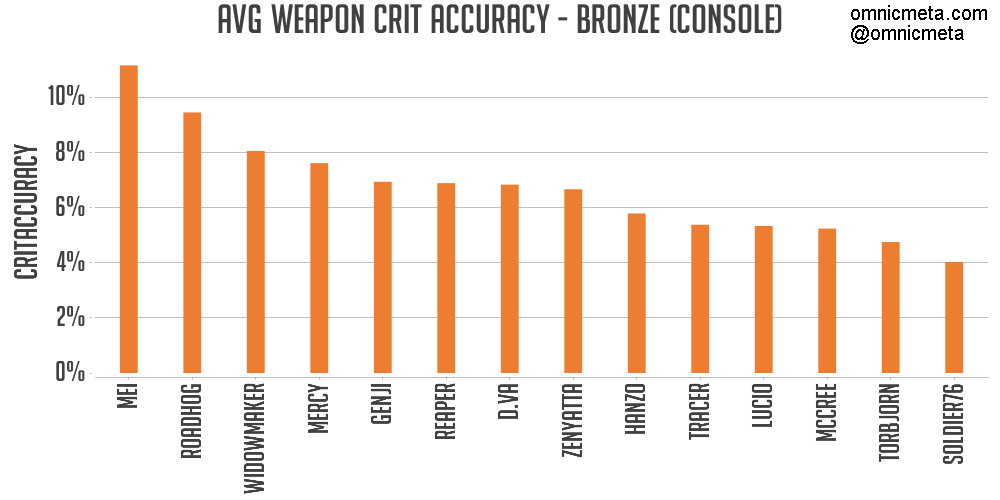 AVG WEAPON CRIT ACCURACY - BRONZE (CONSOLE)
omnicmeta.com
@omnicmeta
CRITACCURACY
10%
8%
6%
4%
2%
0%
MEI
ROADHOG
WIDOWMAKER
MERCY
GENJI
REAPER
D.VA
ZENYATTA
HANZO
TRACER
LUCIO
MCCREE
TORBJORN
SOLDIER76